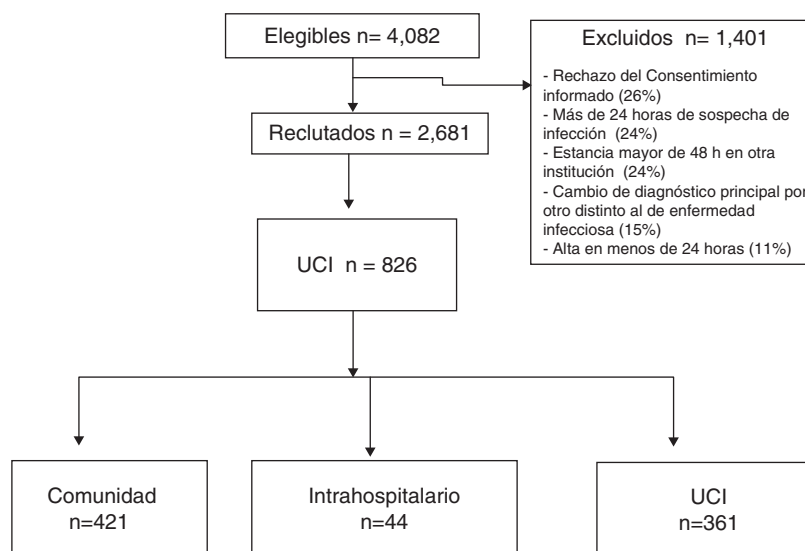 Elegibles n= 4,082
Excluidos n= 1,401
- Rechazo del Consentimiento
informado (26%)
- Más de 24 horas de sospecha de
infección (24%)
- Estancia mayor de 48 h en otra
institución (24%)
- Cambio de diagnóstico principal por
otro distinto al de enfermedad
infecciosa (15%)
- Alta en menos de 24 horas (11%)
Reclutados n = 2,681
UCI n = 826
Comunidad
n=421
Intrahospitalario
n=44
UCI
n=361